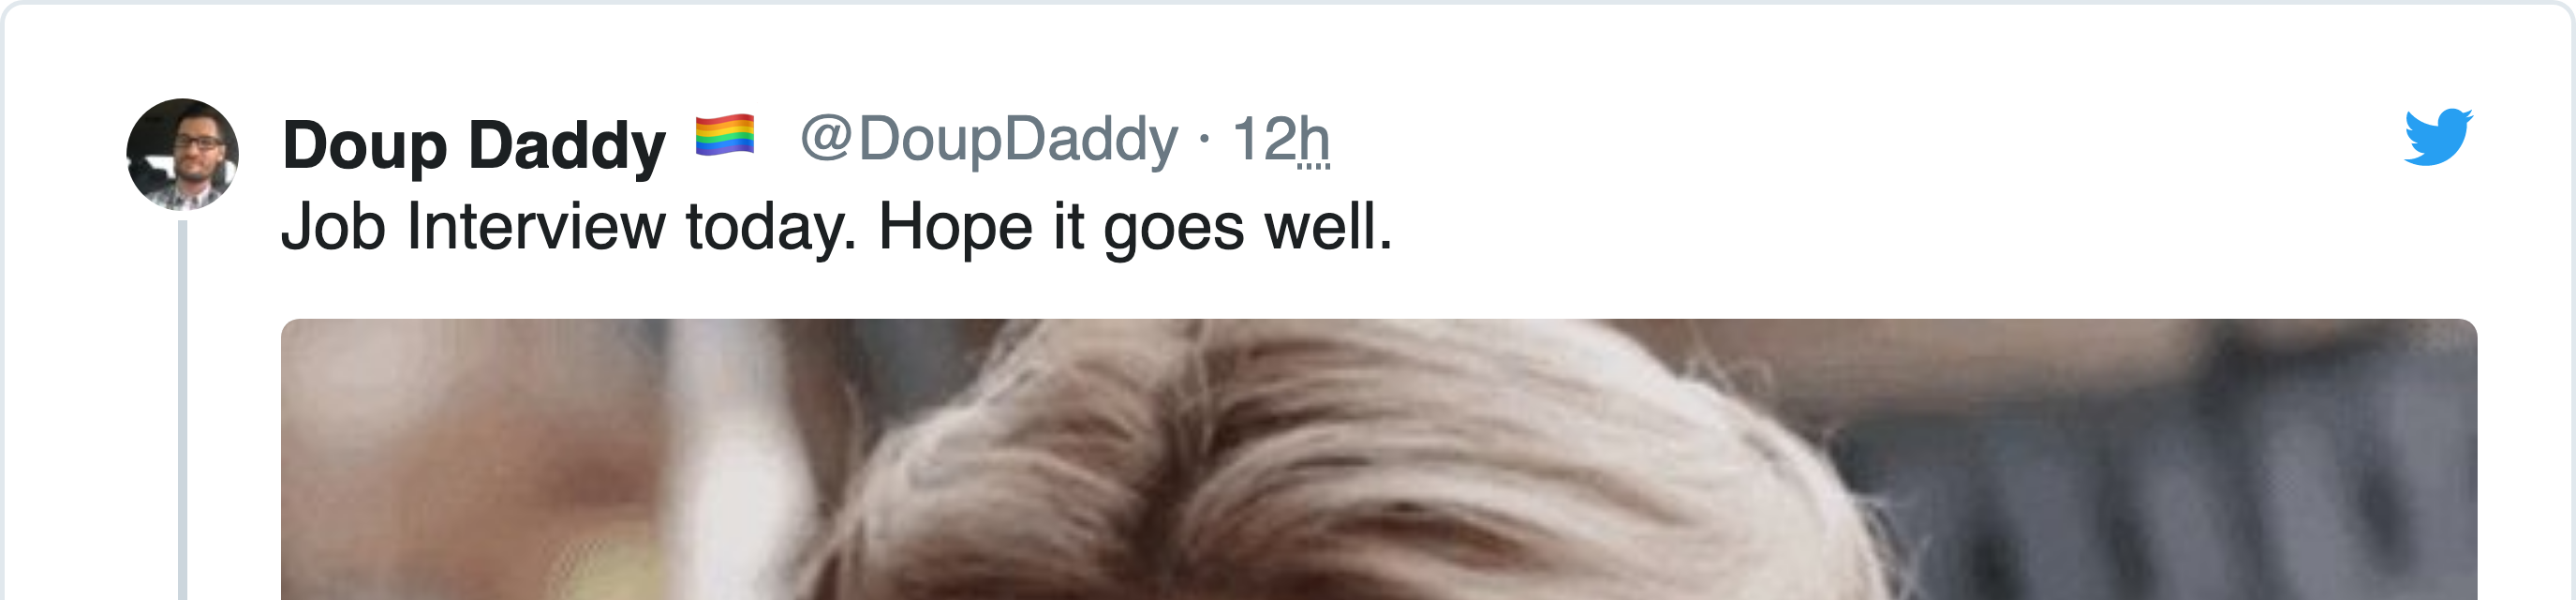 Doup Daddy 🏳️‍🌈 @DoupDaddy · 12h
Job Interview today. Hope it goes well.